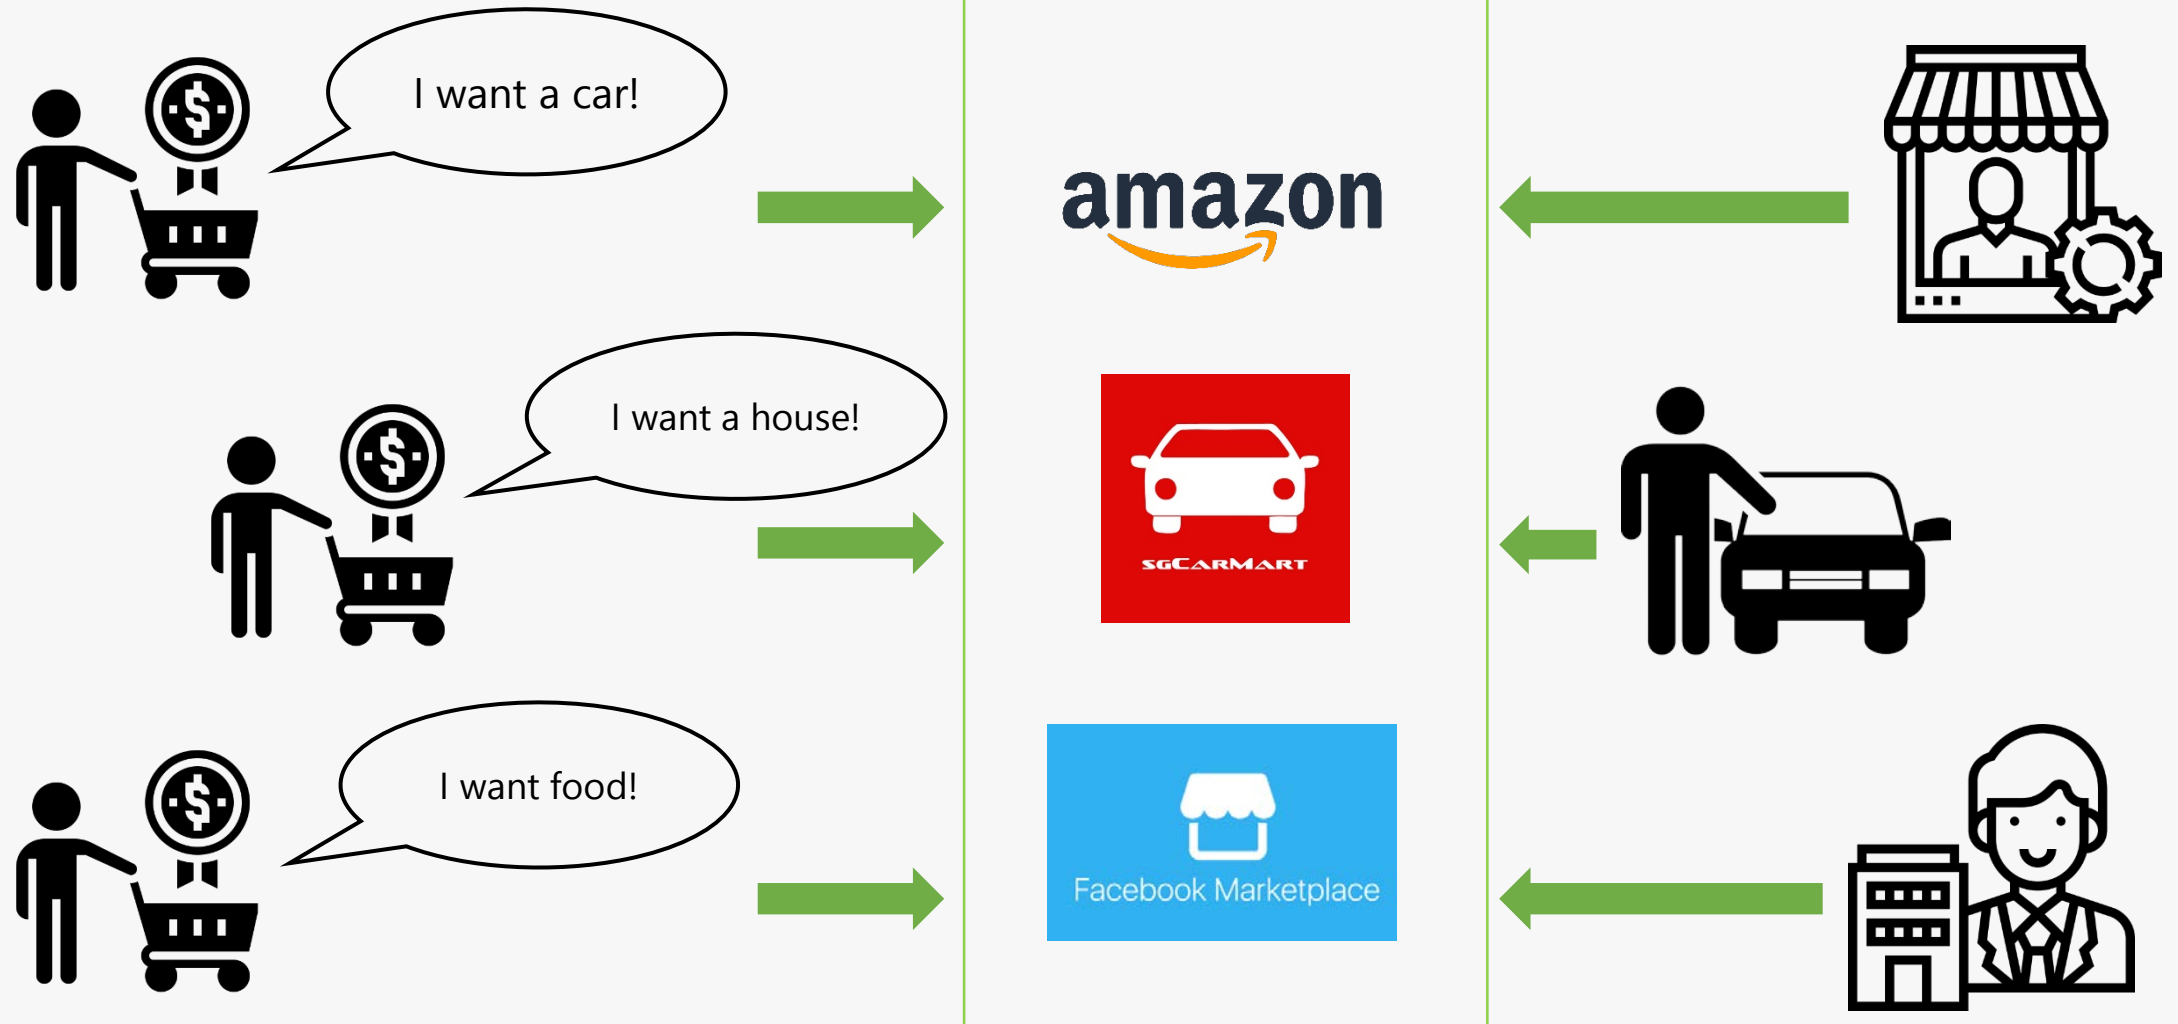 I want a car!
amazon
I want a house!
sgCarMart
I want food!
Facebook Marketplace